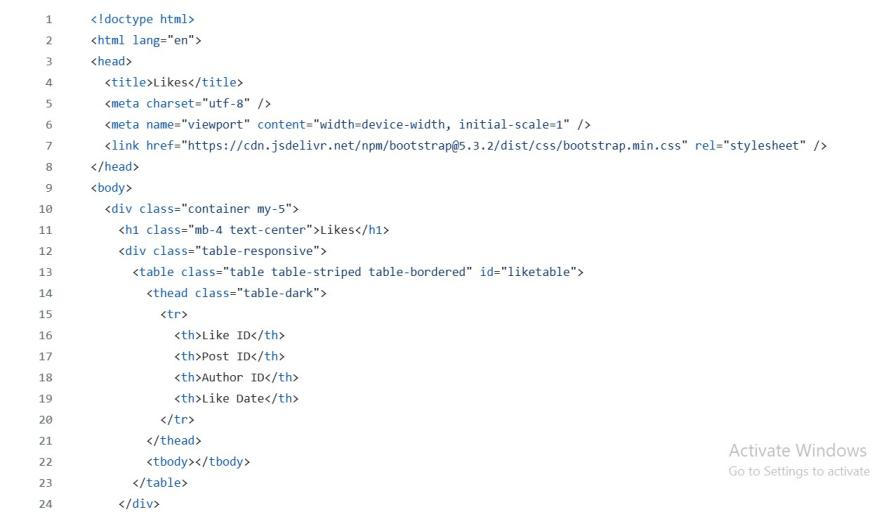 1 <!doctype html>
2 <html lang="en">
3 <head>
4 <title>Likes</title>
5 <meta charset="utf-8" />
6 <meta name="viewport" content="width=device-width, initial-scale=1" />
7 <link href="https://cdn.jsdelivr.net/npm/bootstrap@5.3.2/dist/css/bootstrap.min.css" rel="stylesheet" />
8 </head>
9 <body>
10 <div class="container my-5">
11 <h1 class="mb-4 text-center">Likes</h1>
12 <div class="table-responsive">
13 <table class="table table-striped table-bordered" id="liketable">
14 <thead class="table-dark">
15 <tr>
16 <th>Like ID</th>
17 <th>Post ID</th>
18 <th>Author ID</th>
19 <th>Like Date</th>
20 </tr>
21 </thead>
22 <tbody></tbody>
23 </table>
24 </div>
Activate Windows
Go to Settings to activate